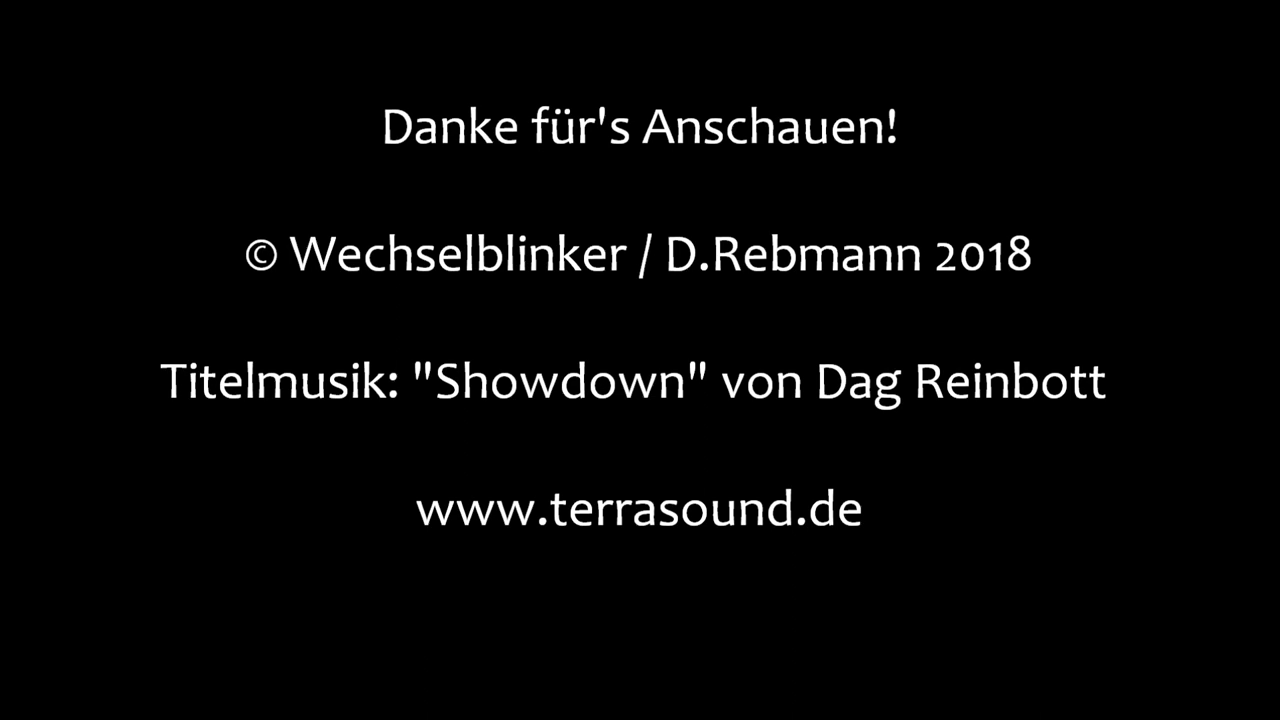 Danke für's Anschauen!
© Wechselblinker / D.Rebmann 2018
Titelmusik: "Showdown" von Dag Reinbott
www.terrasound.de